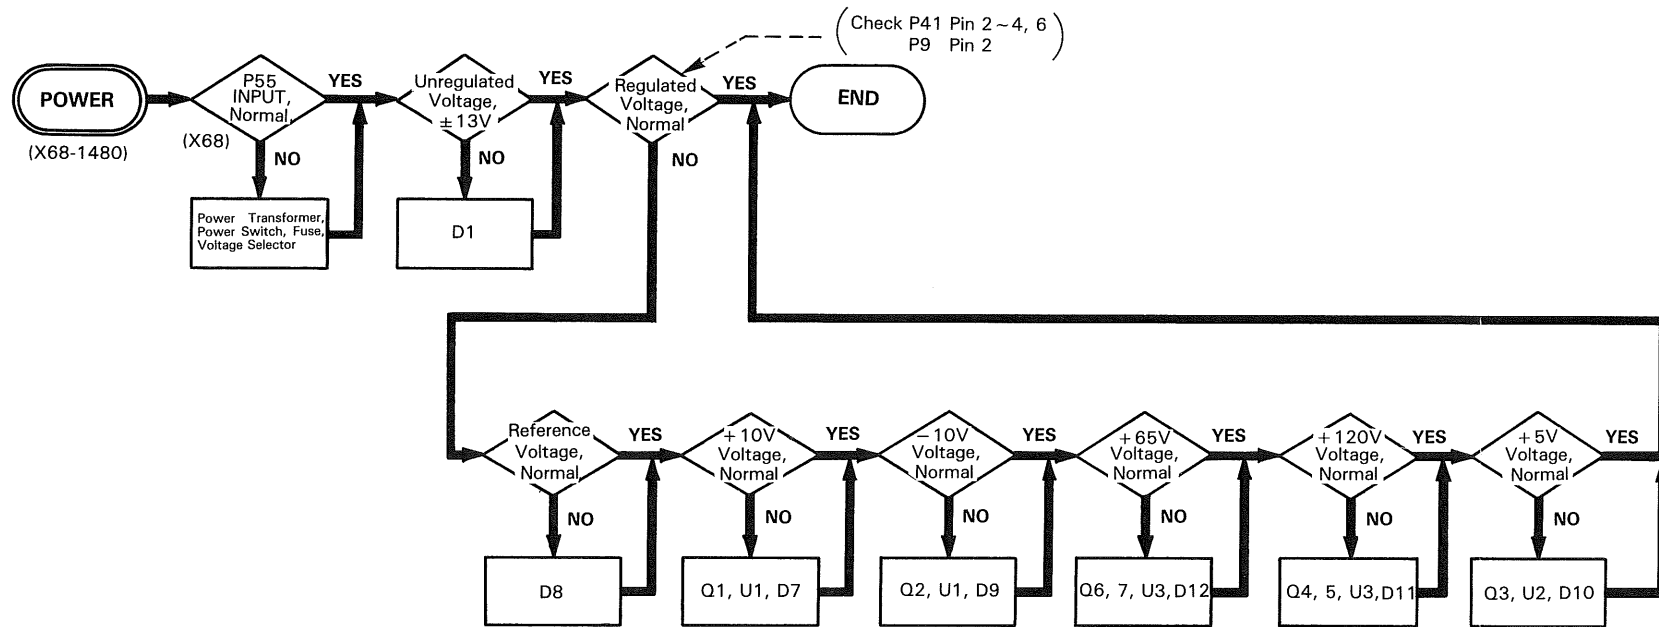 Check P41 Pin 2~4, 6
P9 Pin 2
POWER
(X68-1480)
P55
INPUT,
Normal,
(X68)
YES
NO
Power Transformer,
Power Switch, Fuse,
Voltage Selector
Unregulated
Voltage,
±13V
YES
NO
D1
Regulated
Voltage,
Normal
YES
NO
END
Reference
Voltage,
Normal
YES
NO
D8
+10V
Voltage,
Normal
YES
NO
Q1, U1, D7
−10V
Voltage,
Normal
YES
NO
Q2, U1, D9
+65V
Voltage,
Normal
YES
NO
Q6, 7, U3, D12
+120V
Voltage,
Normal
YES
NO
Q4, 5, U3, D11
+5V
Voltage,
Normal
YES
NO
Q3, U2, D10